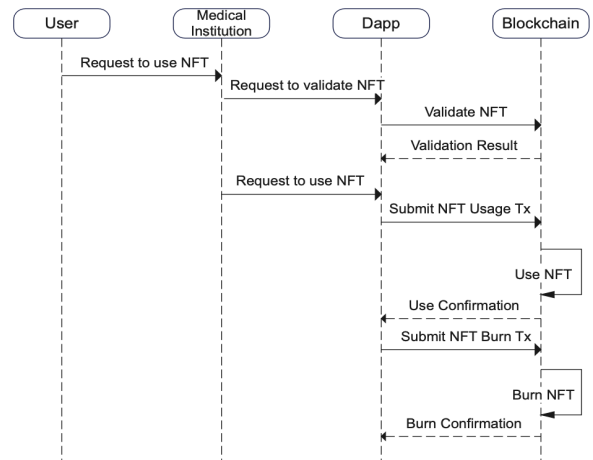 User
Medical
Institution
Dapp
Blockchain
Request to use NFT
Request to validate NFT
Validate NFT
Validation Result
Request to use NFT
Submit NFT Usage Tx
Use NFT
Use Confirmation
Submit NFT Burn Tx
Burn NFT
Burn Confirmation